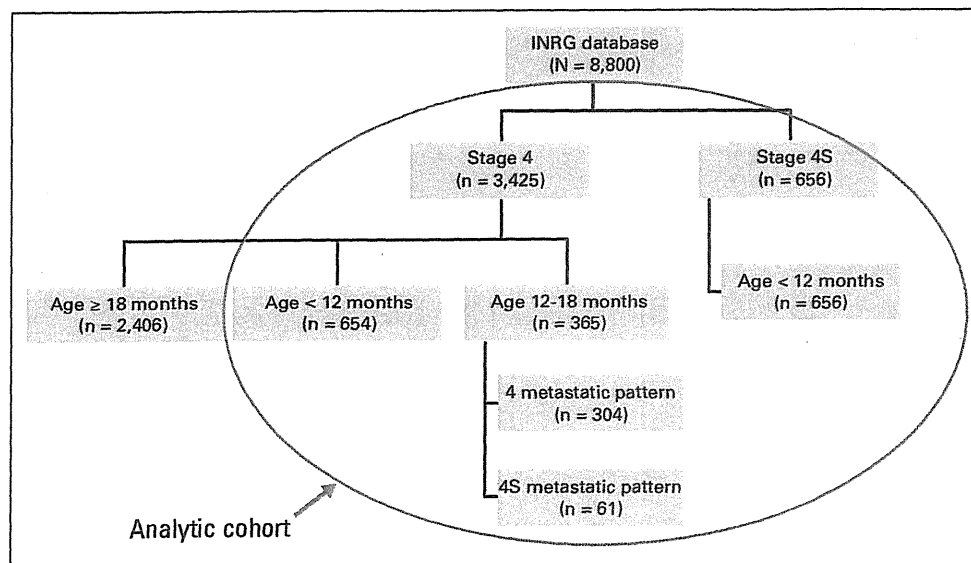 INRG database
(N = 8,800)
Stage 4
(n = 3,425)
Stage 4S
(n = 656)
Age ≥ 18 months
(n = 2,406)
Age < 12 months
(n = 654)
Age 12-18 months
(n = 365)
Age < 12 months
(n = 656)
4 metastatic pattern
(n = 304)
4S metastatic pattern
(n = 61)
Analytic cohort